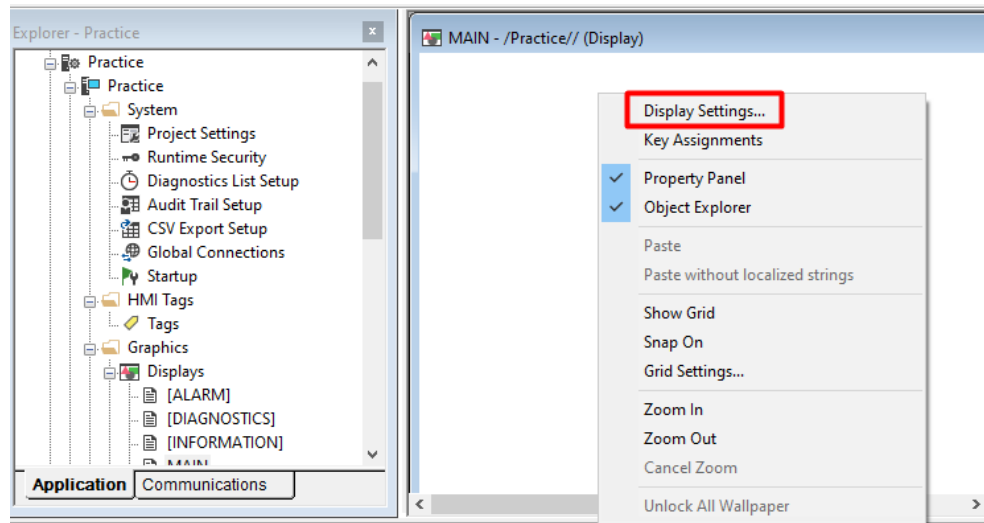 Explorer - Practice
x
Practice
Practice
System
Project Settings
Runtime Security
Diagnostics List Setup
Audit Trail Setup
CSV Export Setup
Global Connections
Startup
HMI Tags
Tags
Graphics
Displays
[ALARM]
[DIAGNOSTICS]
[INFORMATION]
MAIN
Application
Communications
MAIN - /Practice// (Display)
Display Settings...
Key Assignments
Property Panel
Object Explorer
Paste
Paste without localized strings
Show Grid
Snap On
Grid Settings...
Zoom In
Zoom Out
Cancel Zoom
Unlock All Wallpaper